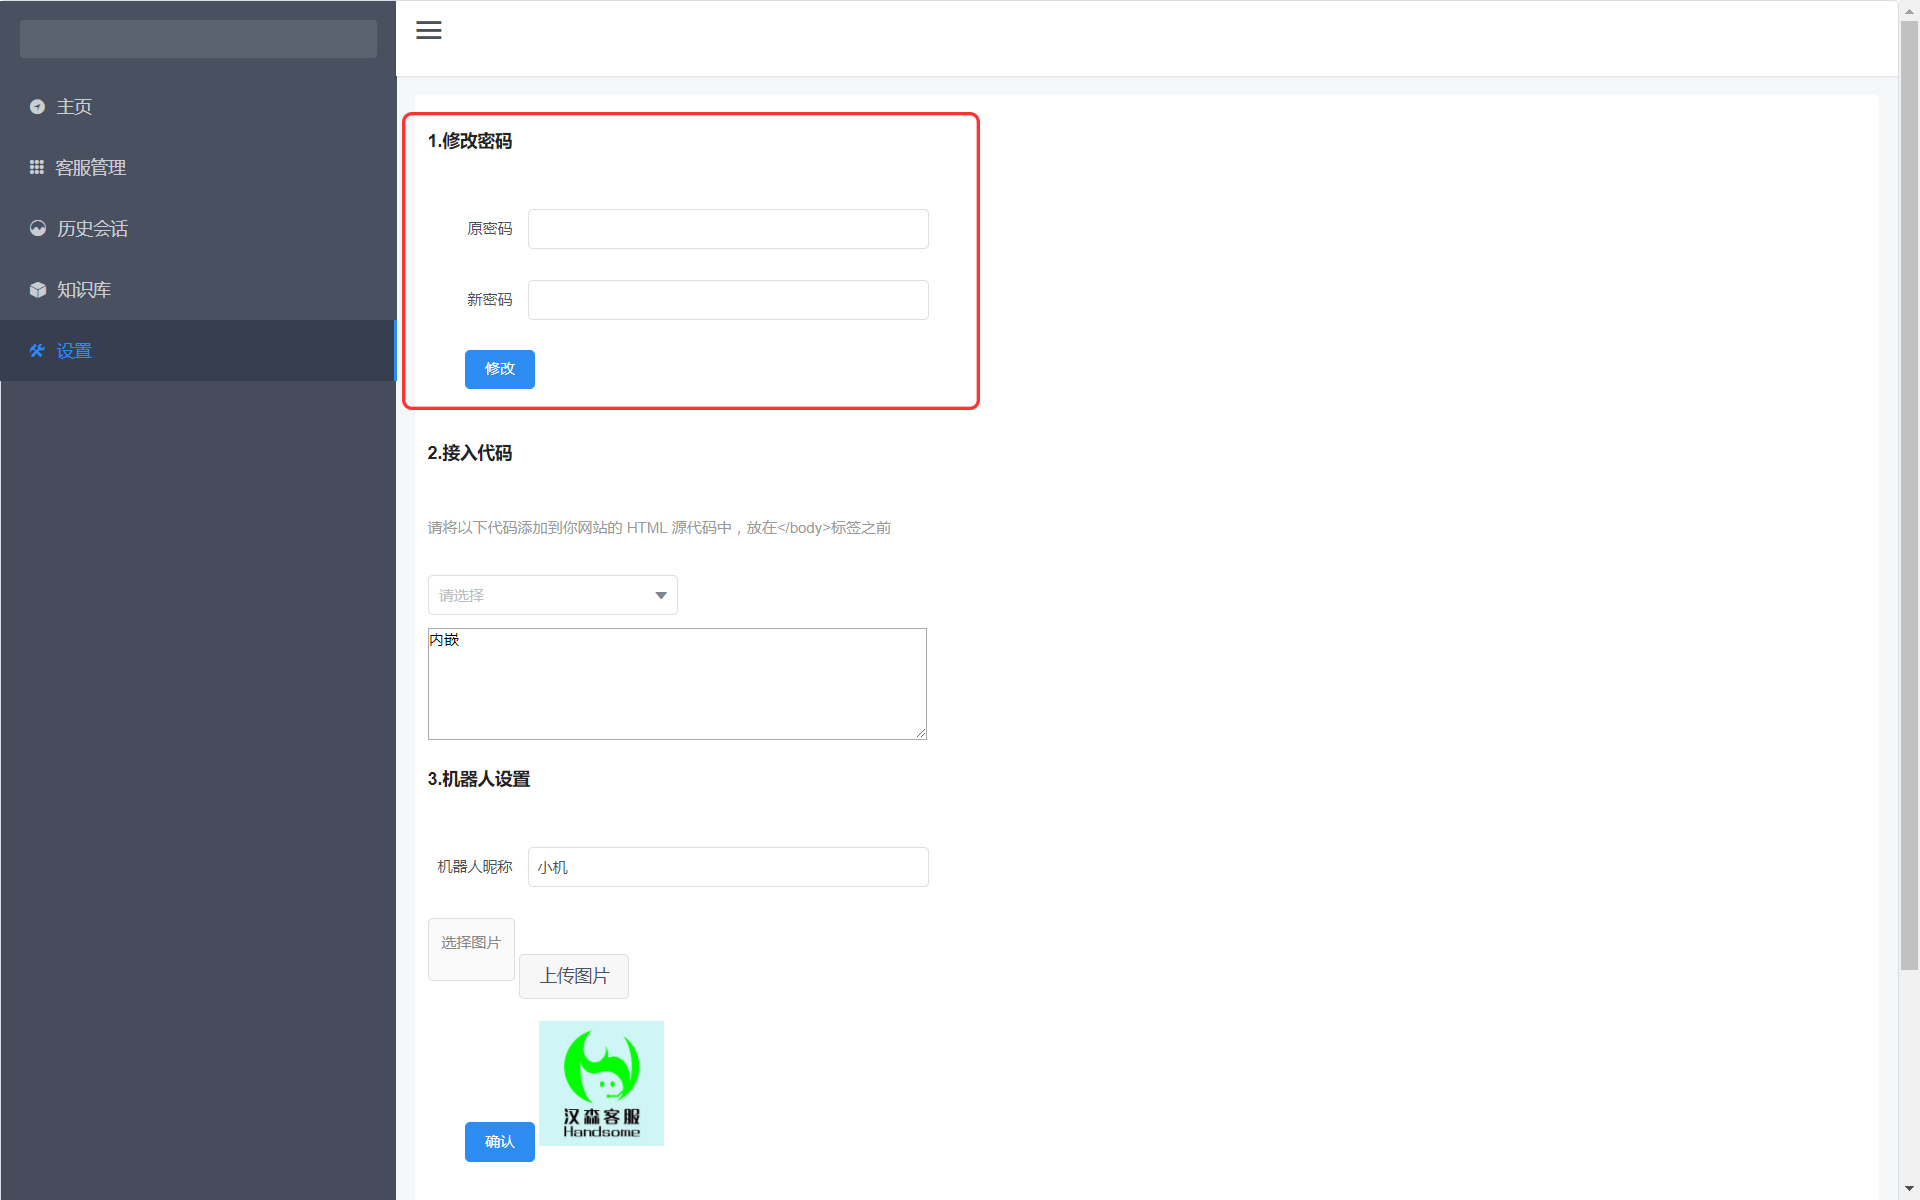 主页
客服管理
历史会话
知识库
设置
1.修改密码
原密码
新密码
修改
2.接入代码
请将以下代码添加到你网站的 HTML 源代码中，放在</body>标签之前
请选择
内嵌
3.机器人设置
机器人昵称 小机
选择图片
上传图片
汉森客服
Handsome
确认